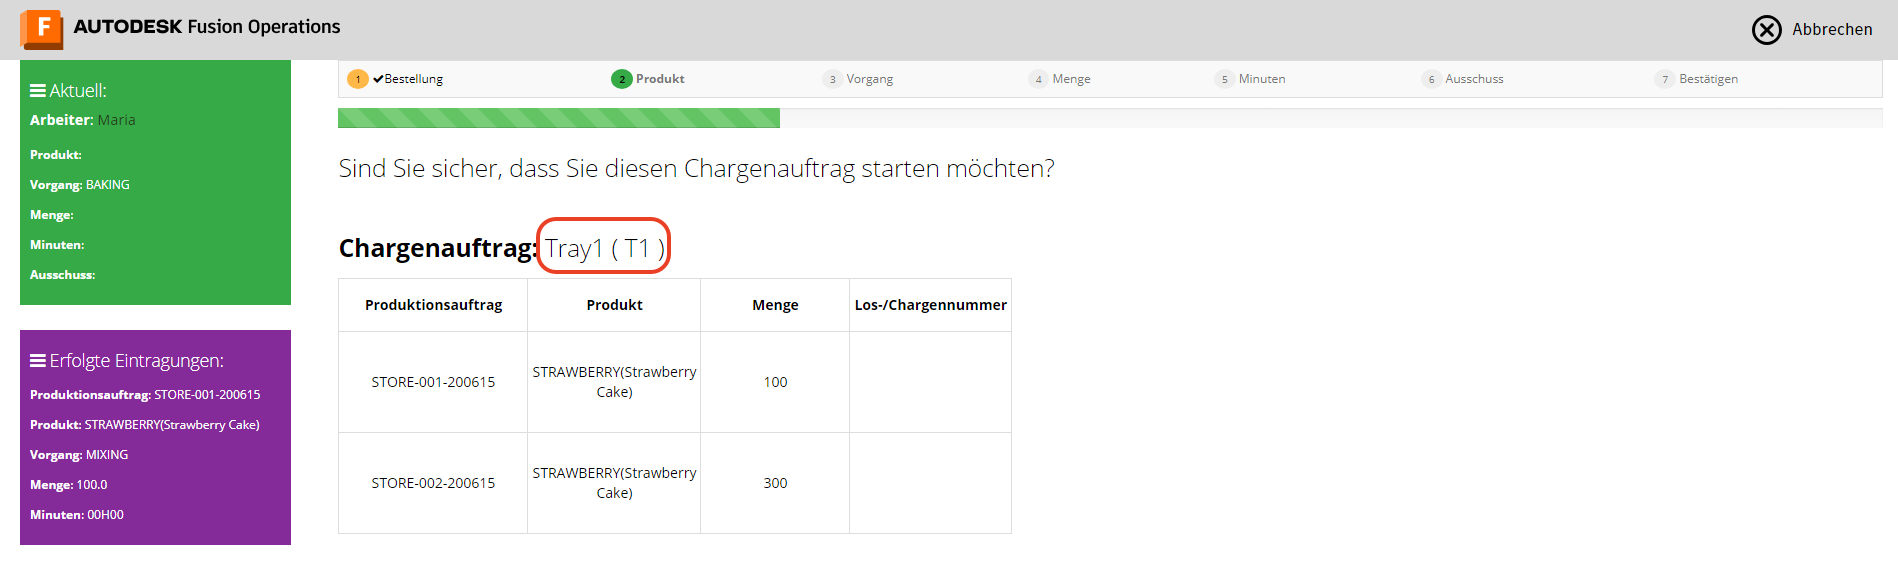 F AUTODESK Fusion Operations
Abbrechen
Aktuell:
Arbeiter: Maria
Produkt:
Vorgang: BAKING
Menge:
Minuten:
Ausschuss:
Erfolgte Eintragungen:
Produktionsauftrag: STORE-001-200615
Produkt: STRAWBERRY(Strawberry Cake)
Vorgang: MIXING
Menge: 100.0
Minuten: 00H00
1 Bestellung 2 Produkt 3 Vorgang 4 Menge 5 Minuten 6 Ausschuss 7 Bestätigen
Sind Sie sicher, dass Sie diesen Chargenauftrag starten möchten?
Chargenauftrag: Tray1 ( T1 )
Produktionsauftrag Produkt Menge Los-/Chargennummer
STORE-001-200615 STRAWBERRY(Strawberry Cake) 100
STORE-002-200615 STRAWBERRY(Strawberry Cake) 300